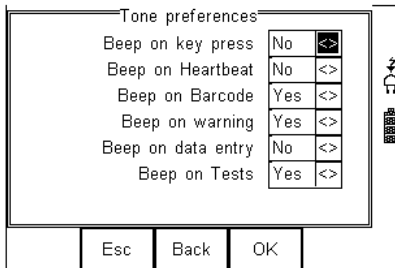 Tone preferences
Beep on key press No <>
Beep on Heartbeat No <>
Beep on Barcode Yes <>
Beep on warning Yes <>
Beep on data entry No <>
Beep on Tests Yes <>
Esc Back OK